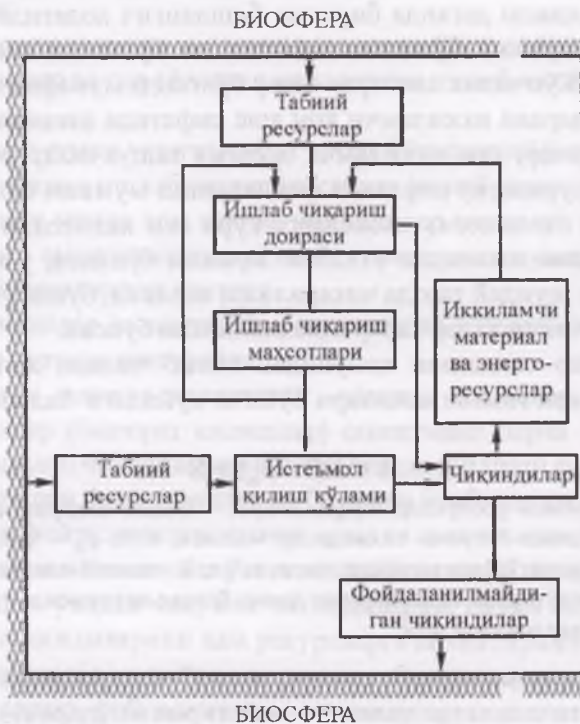 БИОСФЕРА
Табиий
ресурслар
Ишлаб чиқариш
доираси
Ишлаб чиқариш
махсотлари
Иккиламчи
материал
ва энерго-
ресурслар
Табиий
ресурслар
Истеъмол
қилиш кўлами
Чиқиндилар
Фойдаланилмайди-
ган чиқиндилар
БИОСФЕРА